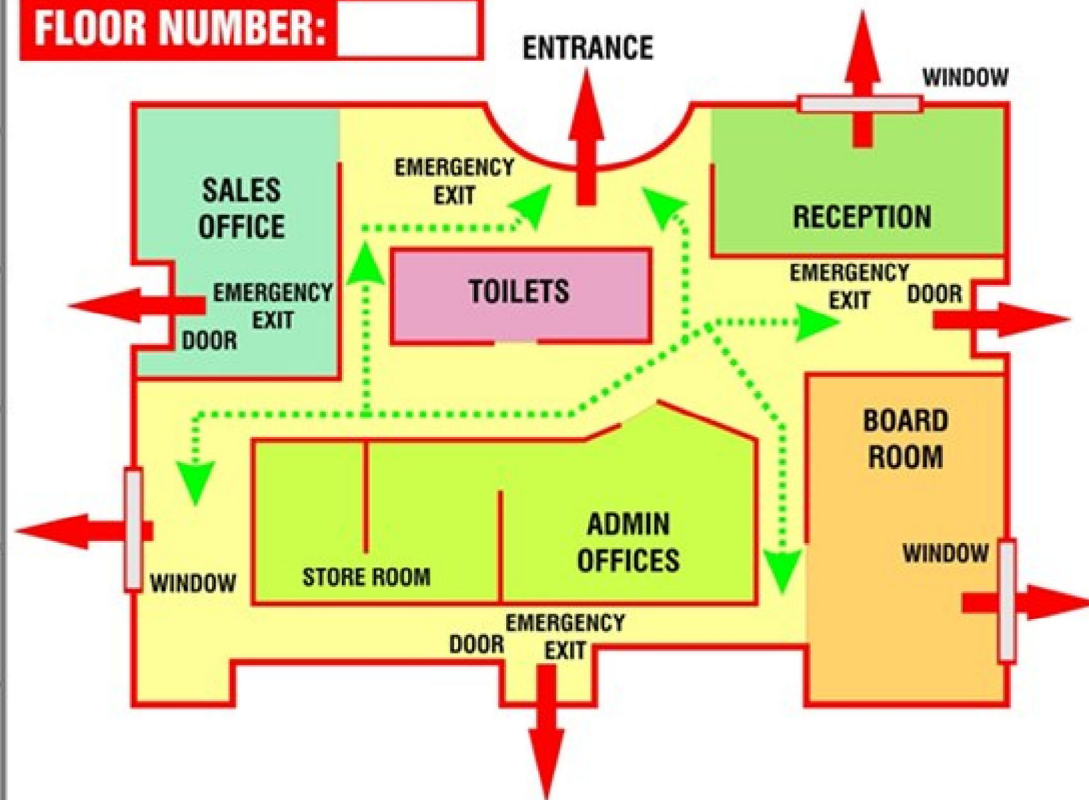 FLOOR NUMBER:
ENTRANCE
WINDOW
EMERGENCY
EXIT
SALES
OFFICE
RECEPTION
EMERGENCY
EXIT
DOOR
TOILETS
EMERGENCY
EXIT
DOOR
BOARD
ROOM
ADMIN
OFFICES
STORE ROOM
WINDOW
WINDOW
DOOR
EMERGENCY
EXIT